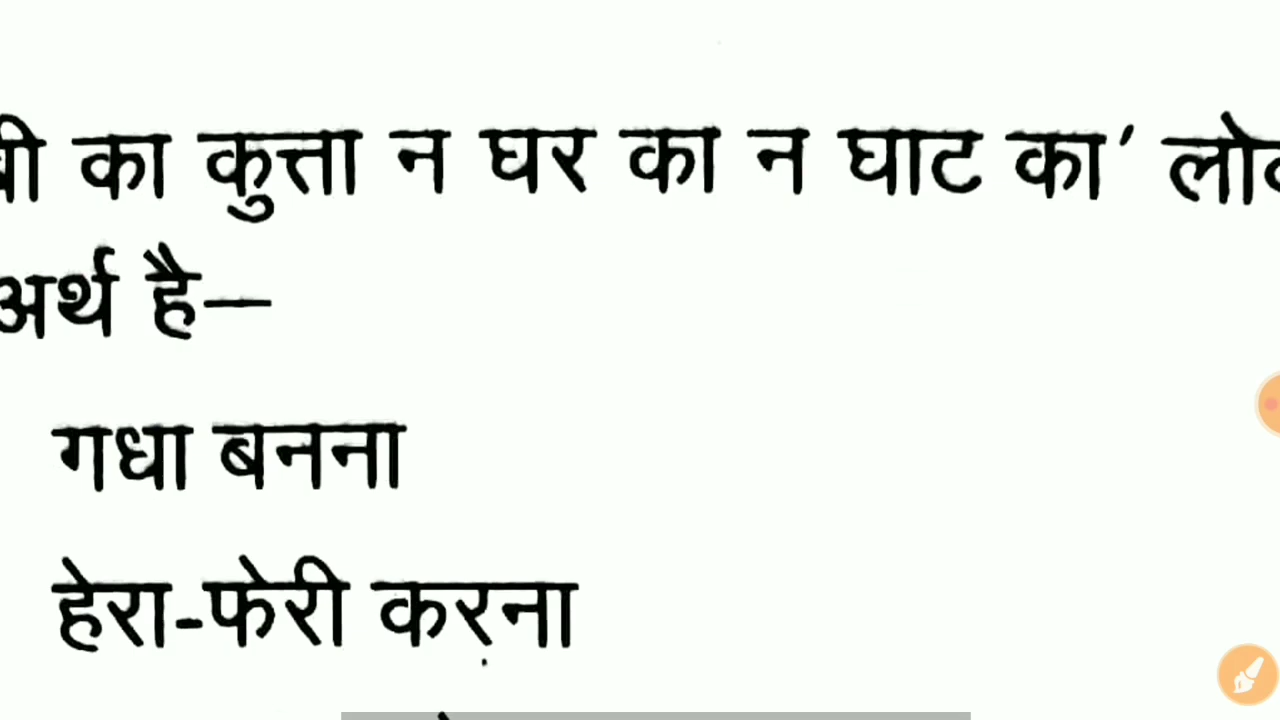 का कुत्ता न घर का न घाट का’
अर्थ है—
गधा बनना
हेरा-फेरी करना